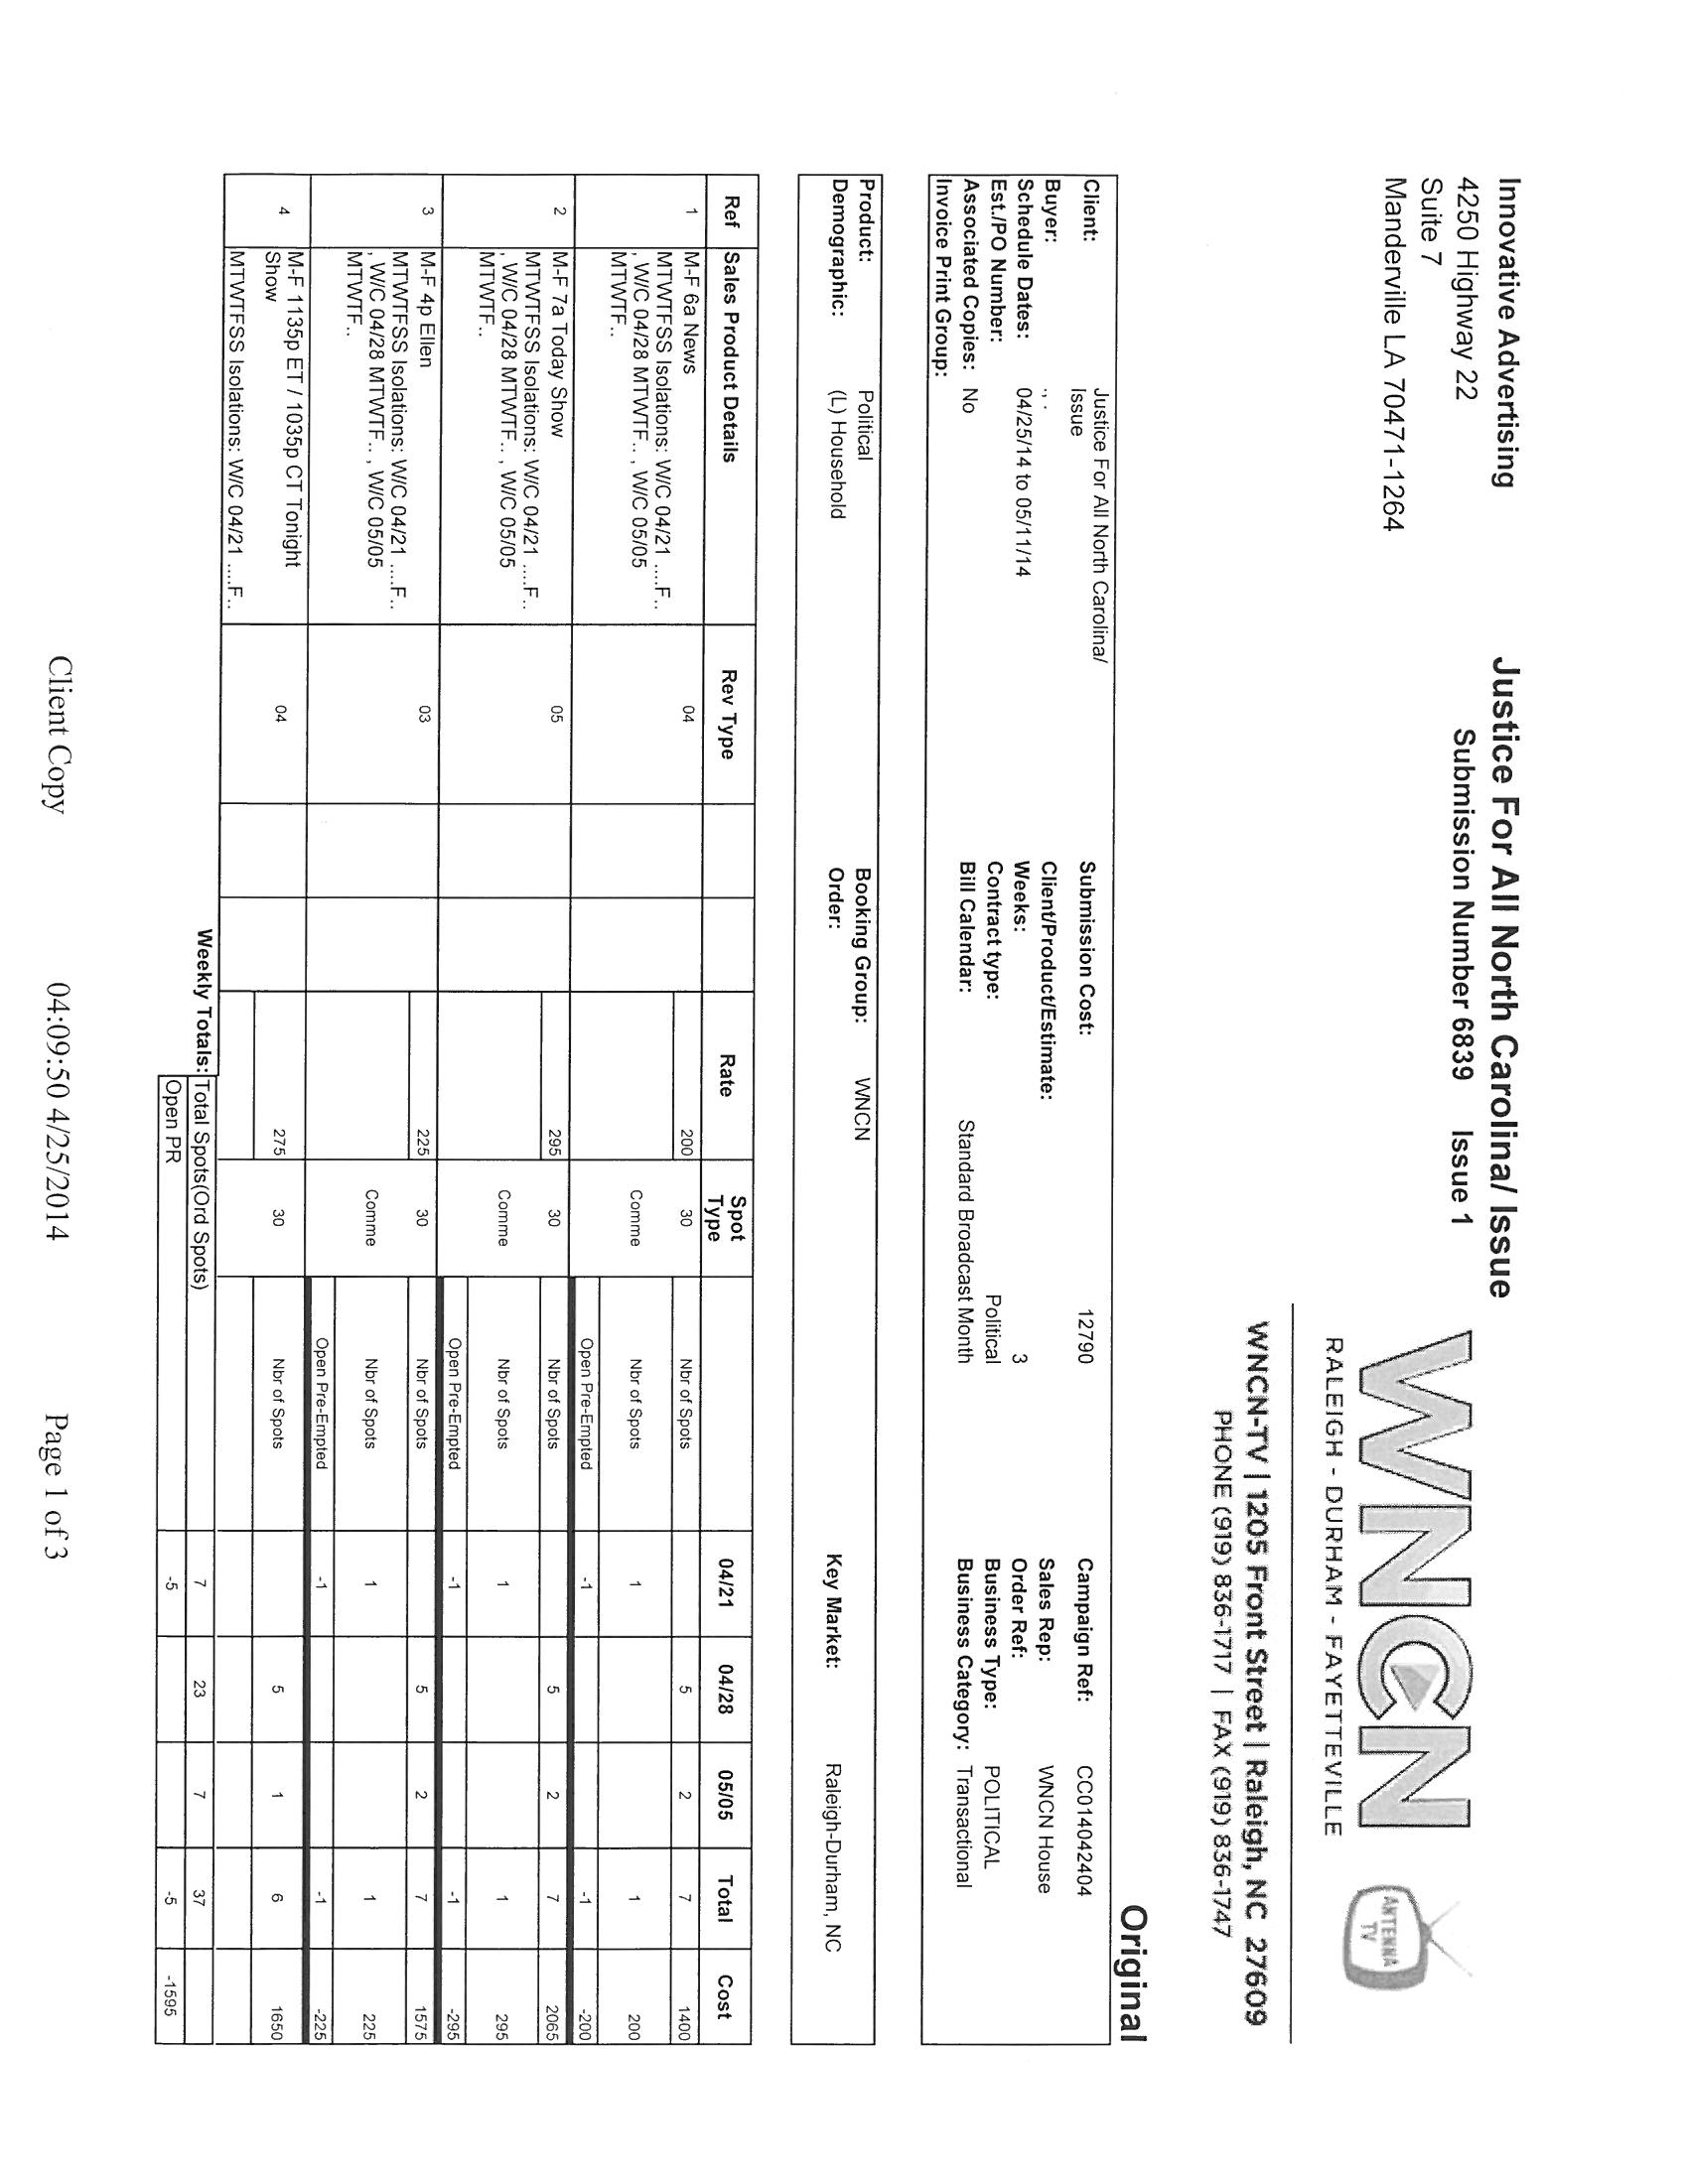 Innovative Advertising
4250 Highway 22
Suite 7
Manderville LA 70471-1264
Justice For All North Carolina/ Issue
Submission Number 6839 Issue 1
WNCN
RALEIGH - DURHAM - FAYETTEVILLE
ANTENNA
TV
WNCN-TV | 1205 Front Street | Raleigh, NC 27609
PHONE (919) 836-1717 | FAX (919) 836-1747
Original
Client: Justice For All North Carolina/
Issue
Buyer: , .
Schedule Dates: 04/25/14 to 05/11/14
Est./PO Number:
Associated Copies: No
Invoice Print Group:
Submission Cost: 12790
Client/Product/Estimate:
Weeks: 3
Contract type: Political
Bill Calendar: Standard Broadcast Month
Campaign Ref: CC014042404
Sales Rep: WNCN House
Order Ref:
Business Type: POLITICAL
Business Category: Transactional
Product: Political
Demographic: (L) Household
Booking Group: WNCN
Order:
Key Market: Raleigh-Durham, NC
Ref Sales Product Details Rev Type Rate Spot Type 04/21 04/28 05/05 Total Cost
1 M-F 6a News 04 200 30 Nbr of Spots 5 2 7 1400
MTWTFSS Isolations: W/C 04/21 ....F..
, W/C 04/28 MTWTF.. , W/C 05/05 Comme Nbr of Spots 1 1 200
MTWTF..
Open Pre-Empted -1 -1 -200
2 M-F 7a Today Show 05 295 30 Nbr of Spots 5 2 7 2065
MTWTFSS Isolations: W/C 04/21 ....F..
, W/C 04/28 MTWTF.. , W/C 05/05 Comme Nbr of Spots 1 1 295
MTWTF..
Open Pre-Empted -1 -1 -295
3 M-F 4p Ellen 03 225 30 Nbr of Spots 5 2 7 1575
MTWTFSS Isolations: W/C 04/21 ....F..
, W/C 04/28 MTWTF.. , W/C 05/05 Comme Nbr of Spots 1 1 225
MTWTF..
Open Pre-Empted -1 -1 -225
4 M-F 1135p ET / 1035p CT Tonight 04 275 30 Nbr of Spots 5 1 6 1650
Show
MTWTFSS Isolations: W/C 04/21 ....F..
Weekly Totals: Total Spots(Ord Spots) 7 23 7 37
Open PR -5 -5 -1595
Client Copy 04:09:50 4/25/2014 Page 1 of 3